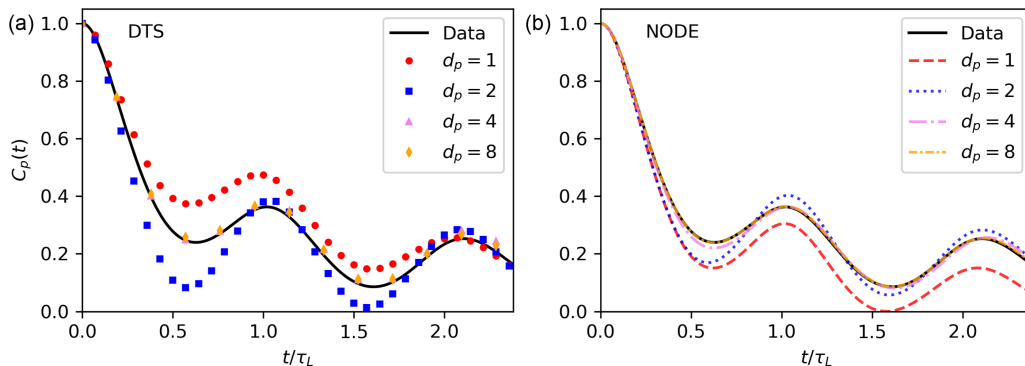 (a)
DTS
Data
d_p = 1
d_p = 2
d_p = 4
d_p = 8
C_p(t)
1.0
0.8
0.6
0.4
0.2
0.0
0.0 0.5 1.0 1.5 2.0
t/τ_L
(b)
NODE
Data
d_p = 1
d_p = 2
d_p = 4
d_p = 8
1.0
0.8
0.6
0.4
0.2
0.0
0.0 0.5 1.0 1.5 2.0
t/τ_L